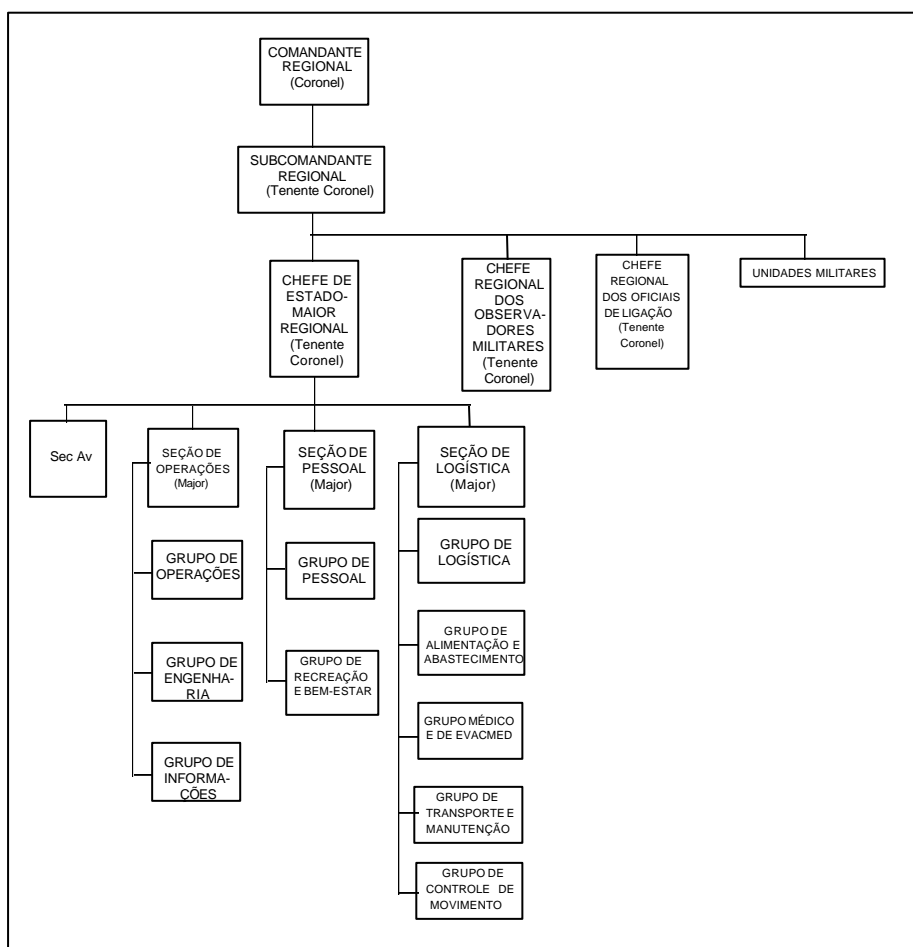 COMANDANTE
REGIONAL
(Coronel)
SUBCOMANDANTE
REGIONAL
(Tenente Coronel)
CHEFE DE
ESTADO-
MAIOR
REGIONAL
(Tenente
Coronel)
CHEFE
REGIONAL
DOS
OBSERVA-
DORES
MILITARES
(Tenente
Coronel)
CHEFE
REGIONAL
DOS OFICIAIS
DE LIGAÇÃO
(Tenente
Coronel)
UNIDADES MILITARES
Sec Av
SEÇÃO DE
OPERAÇÕES
(Major)
GRUPO DE
OPERAÇÕES
GRUPO DE
ENGENHA-
RIA
GRUPO DE
INFORMA-
ÇÕES
SEÇÃO DE
PESSOAL
(Major)
GRUPO DE
PESSOAL
GRUPO DE
RECREAÇÃO
E BEM-ESTAR
SEÇÃO DE
LOGÍSTICA
(Major)
GRUPO DE
LOGÍSTICA
GRUPO DE
ALIMENTAÇÃO E
ABASTECIMENTO
GRUPO MÉDICO
E DE EVACMED
GRUPO DE
TRANSPORTE E
MANUTENÇÃO
GRUPO DE
CONTROLE DE
MOVIMENTO